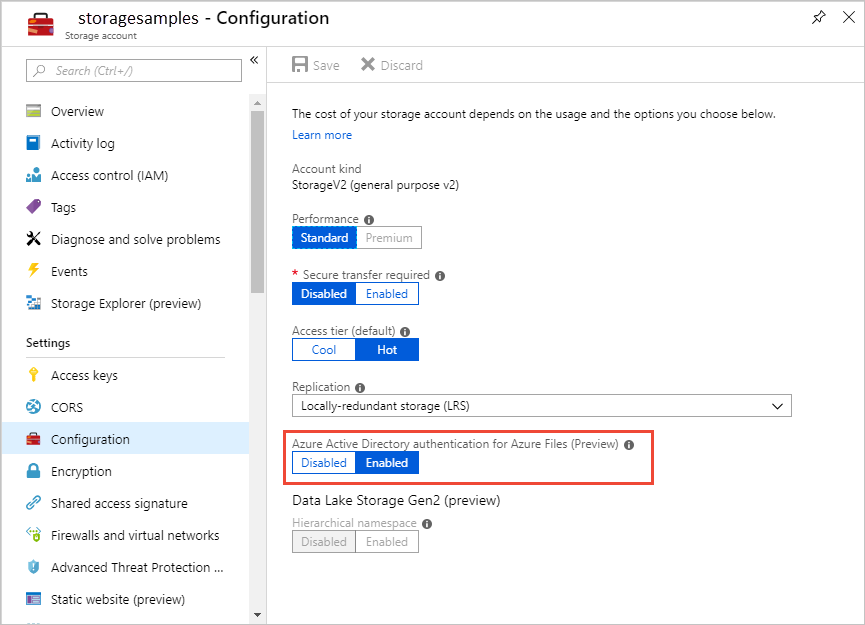 storagesamples - Configuration
Storage account
Search (Ctrl+/)
Overview
Activity log
Access control (IAM)
Tags
Diagnose and solve problems
Events
Storage Explorer (preview)
Settings
Access keys
CORS
Configuration
Encryption
Shared access signature
Firewalls and virtual networks
Advanced Threat Protection ...
Static website (preview)
Save Discard
The cost of your storage account depends on the usage and the options you choose below.
Learn more
Account kind
StorageV2 (general purpose v2)
Performance
Standard Premium
* Secure transfer required
Disabled Enabled
Access tier (default)
Cool Hot
Replication
Locally-redundant storage (LRS)
Azure Active Directory authentication for Azure Files (Preview)
Disabled Enabled
Data Lake Storage Gen2 (preview)
Hierarchical namespace
Disabled Enabled